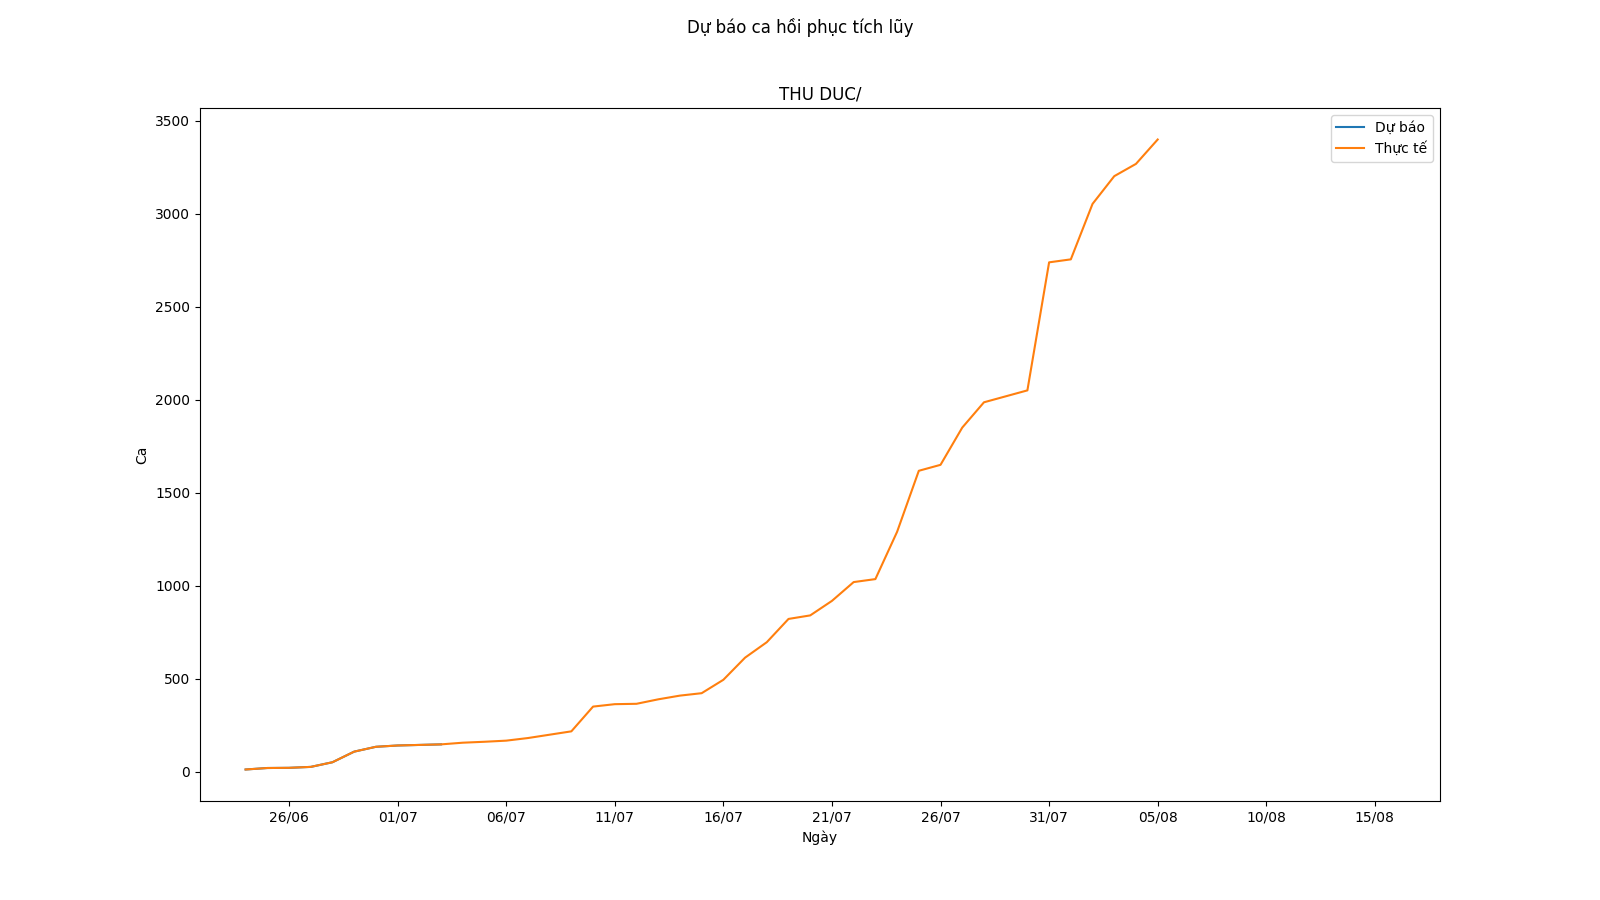 Dự báo ca hồi phục tích lũy
THU DUC/
Dự báo
Thực tế
3500
3000
2500
2000
1500
1000
500
0
Ca
26/06 01/07 06/07 11/07 16/07 21/07 26/07 31/07 05/08 10/08 15/08
Ngày